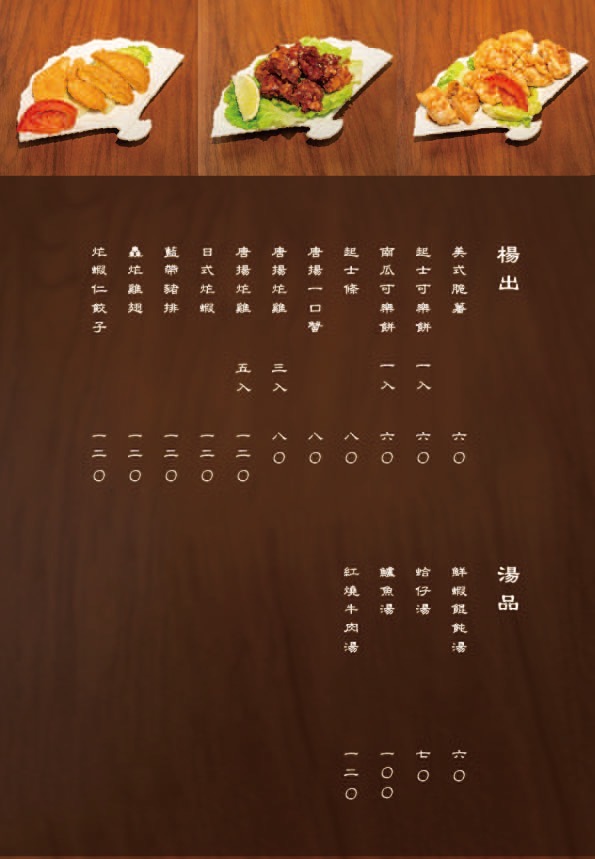 楊出
美式脆薯 六〇
起士可樂餅 一入 六〇
南瓜可樂餅 一入 六〇
起士條 八〇
唐揚一口蟹 八〇
唐揚炸雞 三入 八〇
唐揚炸雞 五入 一二〇
日式炸蝦 一二〇
藍帶豬排 一二〇
炸雞翅 一二〇
炸蝦仁餃子 一二〇
湯品
鮮蝦餛飩湯 六〇
蛤仔湯 七〇
鱸魚湯 一〇〇
紅燒牛肉湯 一二〇